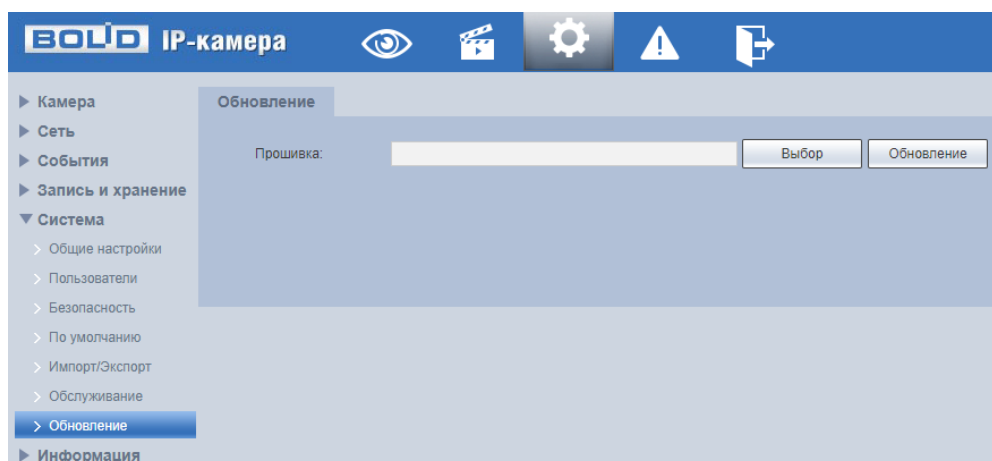 BOLID IP-камера
Камера
Обновление
Сеть
Прошивка:
Выбор
Обновление
События
Запись и хранение
Система
Общие настройки
Пользователи
Безопасность
По умолчанию
Импорт/Экспорт
Обслуживание
Обновление
Информация